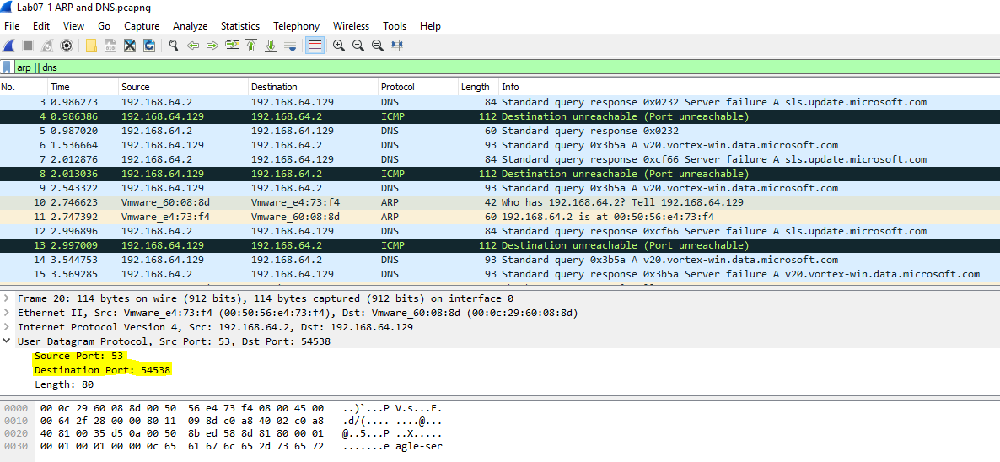 Lab07-1 ARP and DNS.pcapng
File Edit View Go Capture Analyze Statistics Telephony Wireless Tools Help
arp || dns
No. Time Source Destination Protocol Length Info
3 0.986273 192.168.64.2 192.168.64.129 DNS 84 Standard query response 0x0232 Server failure A sls.update.microsoft.com
4 0.986386 192.168.64.129 192.168.64.2 ICMP 112 Destination unreachable (Port unreachable)
5 0.987020 192.168.64.2 192.168.64.129 DNS 60 Standard query response 0x0232
6 1.536664 192.168.64.129 192.168.64.2 DNS 93 Standard query 0x3b5a A v20.vortex-win.data.microsoft.com
7 2.012876 192.168.64.2 192.168.64.129 DNS 84 Standard query response 0xcf66 Server failure A sls.update.microsoft.com
8 2.013036 192.168.64.129 192.168.64.2 ICMP 112 Destination unreachable (Port unreachable)
9 2.543322 192.168.64.129 192.168.64.2 DNS 93 Standard query 0x3b5a A v20.vortex-win.data.microsoft.com
10 2.746623 Vmware_60:08:8d Vmware_e4:73:f4 ARP 42 Who has 192.168.64.2? Tell 192.168.64.129
11 2.747392 Vmware_e4:73:f4 Vmware_60:08:8d ARP 60 192.168.64.2 is at 00:50:56:e4:73:f4
12 2.996896 192.168.64.2 192.168.64.129 DNS 84 Standard query response 0xcf66 Server failure A sls.update.microsoft.com
13 2.997009 192.168.64.129 192.168.64.2 ICMP 112 Destination unreachable (Port unreachable)
14 3.544753 192.168.64.129 192.168.64.2 DNS 93 Standard query 0x3b5a A v20.vortex-win.data.microsoft.com
15 3.569285 192.168.64.2 192.168.64.129 DNS 93 Standard query response 0x3b5a Server failure A v20.vortex-win.data.microsoft.com
Frame 20: 114 bytes on wire (912 bits), 114 bytes captured (912 bits) on interface 0
Ethernet II, Src: Vmware_e4:73:f4 (00:50:56:e4:73:f4), Dst: Vmware_60:08:8d (00:0c:29:60:08:8d)
Internet Protocol Version 4, Src: 192.168.64.2, Dst: 192.168.64.129
User Datagram Protocol, Src Port: 53, Dst Port: 54538
Source Port: 53
Destination Port: 54538
Length: 80
0000 00 0c 29 60 08 8d 00 50 56 e4 73 f4 08 00 45 00 ..)`...P V.s...E.
0010 00 64 2f 28 00 00 80 11 09 8d c0 a8 40 02 c0 a8 .d/(.... ....@...
0020 40 81 00 35 d5 0a 00 50 8b ed 58 8d 81 80 00 01 @..5...P ..X.....
0030 00 01 00 01 00 00 0c 65 61 67 6c 65 2d 73 65 72 .......e agle-ser